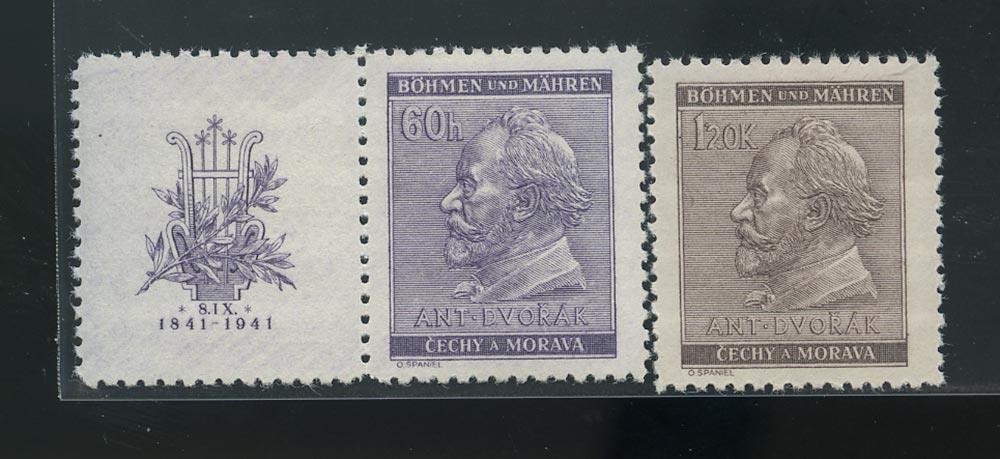 * 8.IX. *
1841-1941
BÖHMEN UND MÄHREN
60h
ANT·DVOŘÁK
ČECHY A MORAVA
O.ŠPANIEL
BÖHMEN UND MÄHREN
1.20K
ANT·DVOŘÁK
ČECHY A MORAVA
O.ŠPANIEL